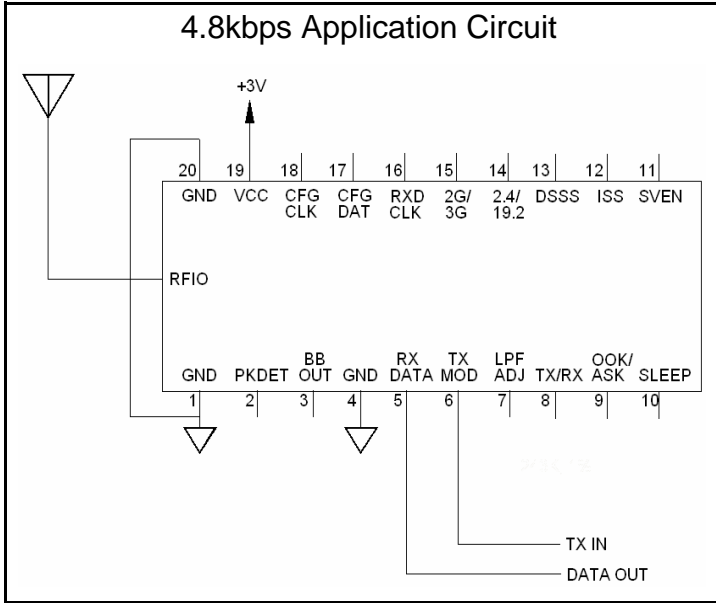 4.8kbps Application Circuit
+3V
20 19 18 17 16 15 14 13 12 11
GND VCC CFG CFG RXD 2G/ 2.4/ DSSS ISS SVEN
CLK DAT CLK 3G 19.2
RFIO
BB RX TX LPF OOK/
GND PKDET OUT GND DATA MOD ADJ TX/RX ASK SLEEP
1 2 3 4 5 6 7 8 9 10
TX IN
DATA OUT